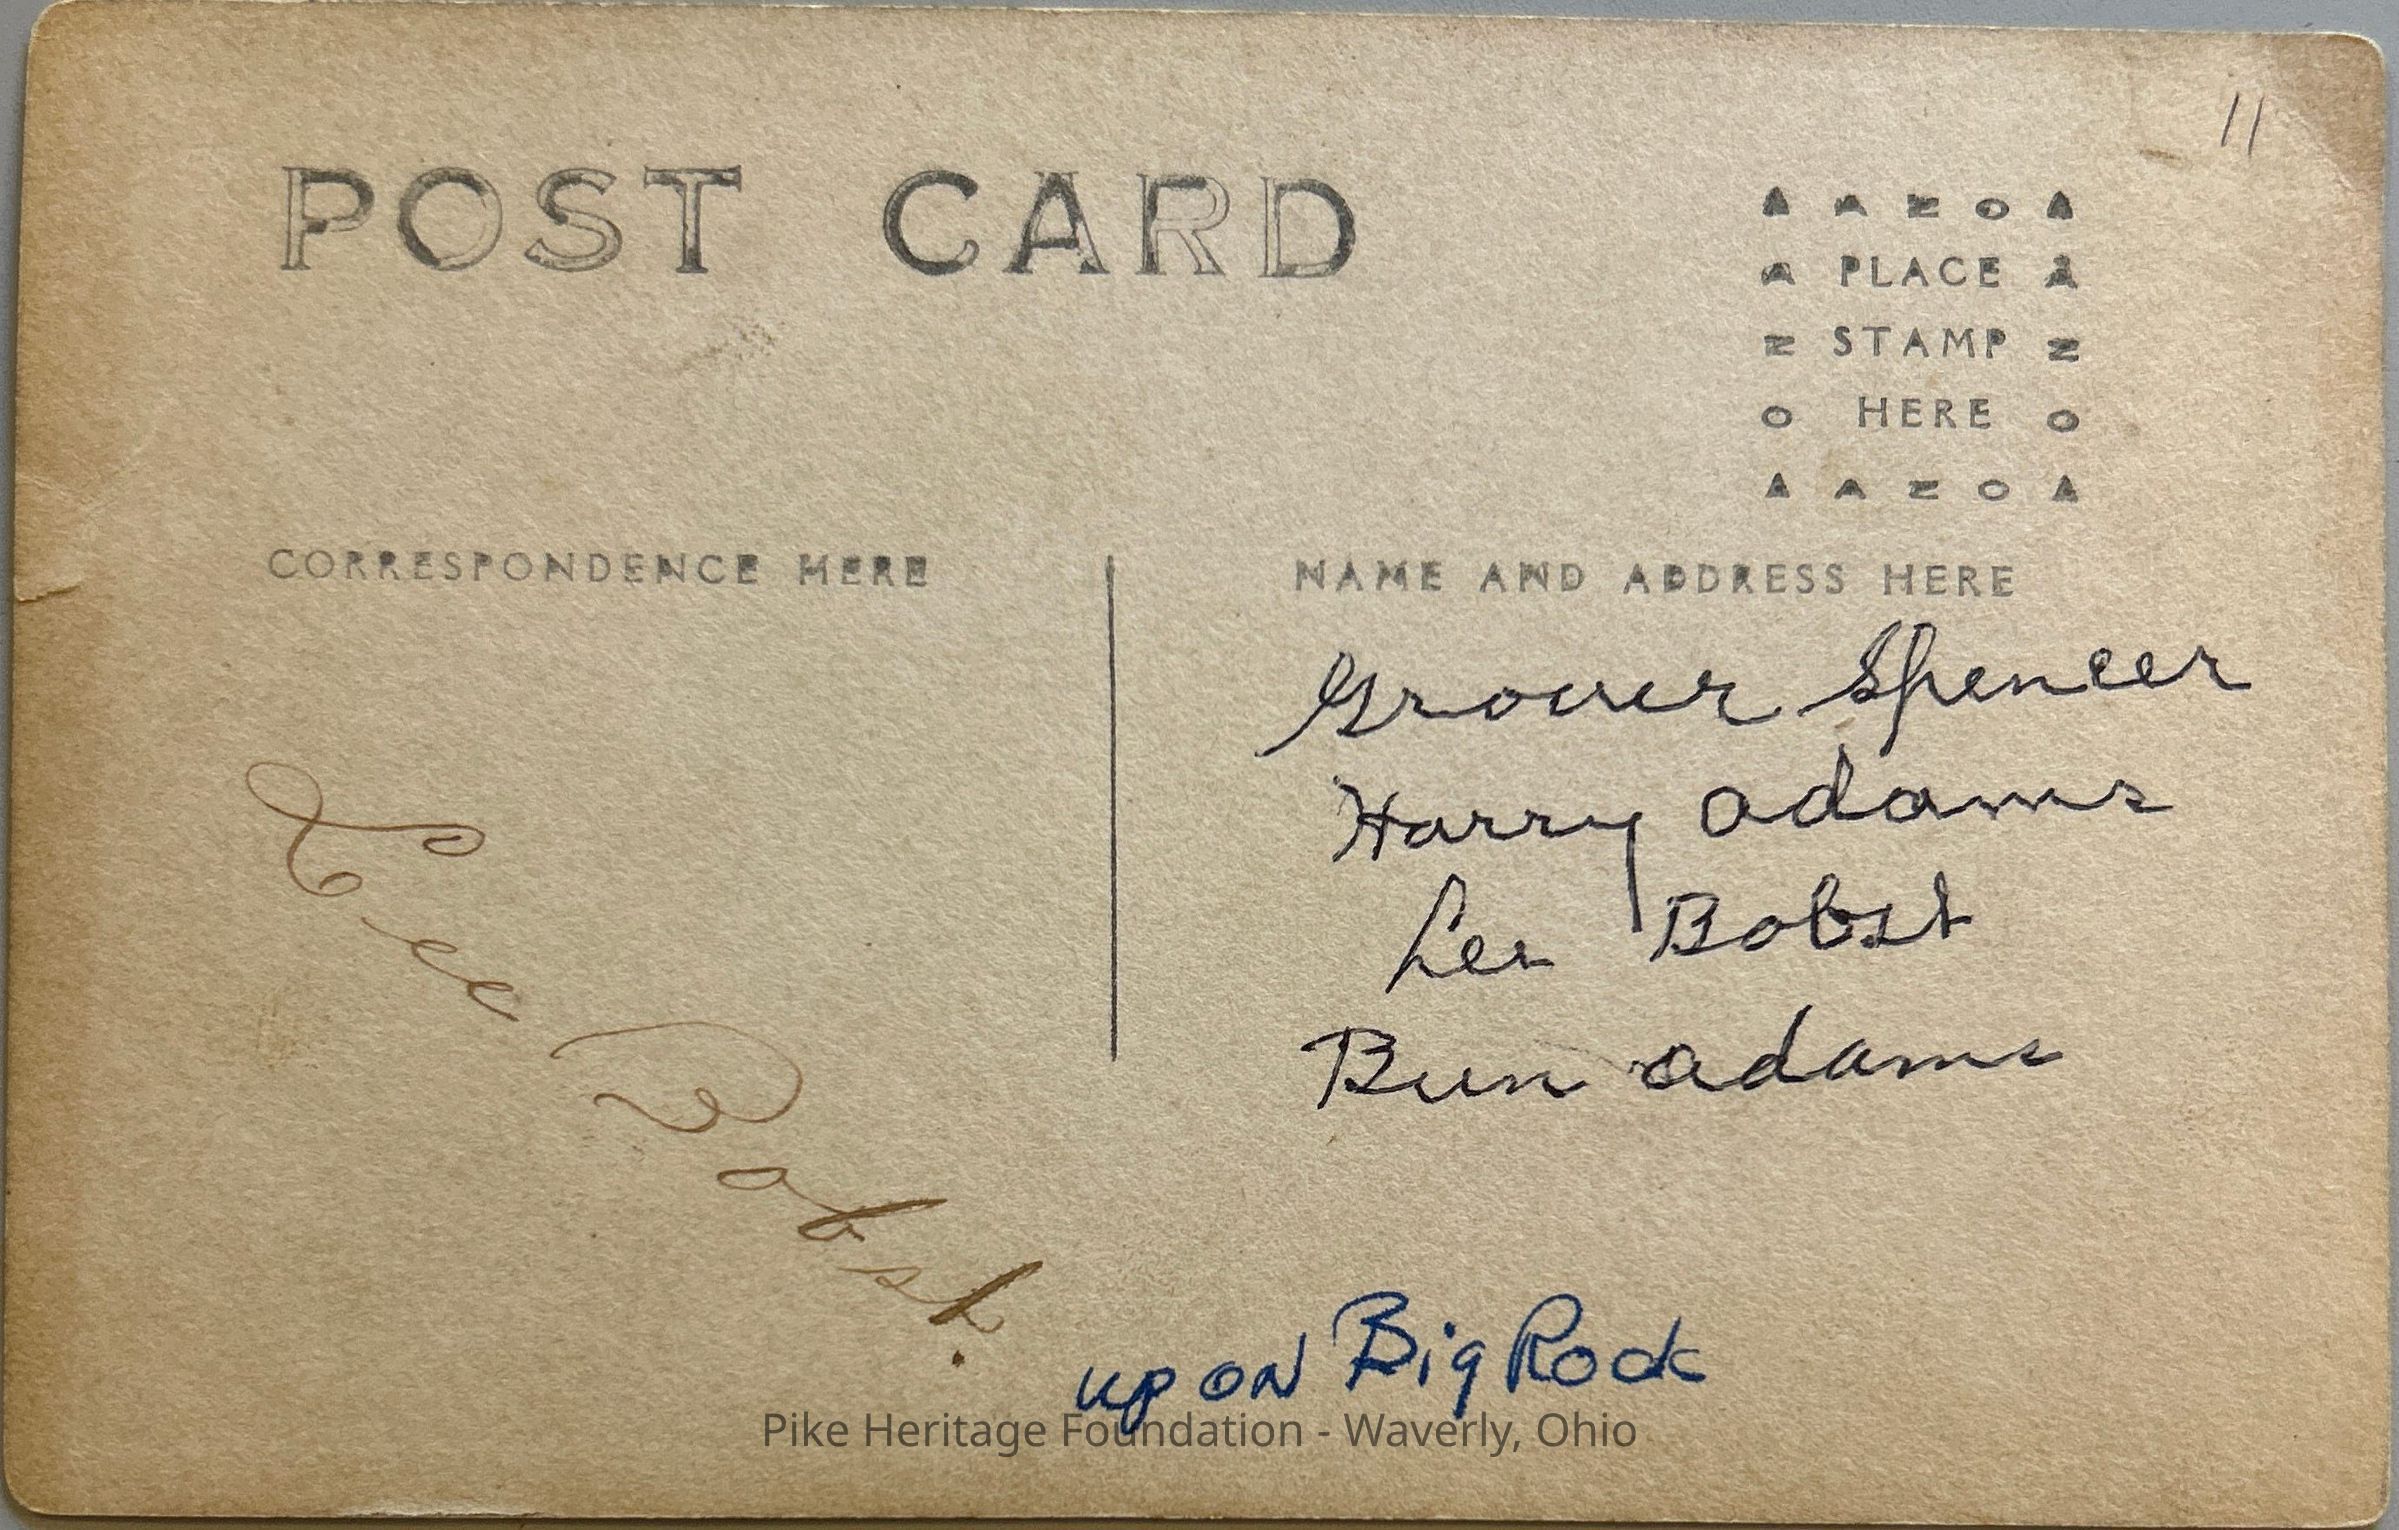 11
POST CARD
A A Z O A
A PLACE A
Z STAMP Z
O HERE O
A A Z O A
CORRESPONDENCE HERE
NAME AND ADDRESS HERE
Grover Spencer
Harry Adams
Lee Bobst
Bun Adams
Lee Bobst.
up on Big Rock
Pike Heritage Foundation - Waverly, Ohio